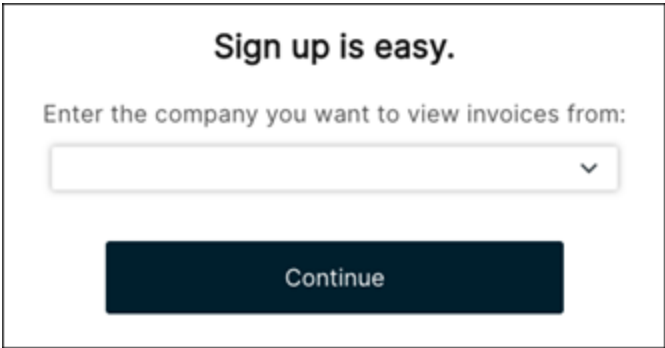 Sign up is easy.
Enter the company you want to view invoices from:
Continue